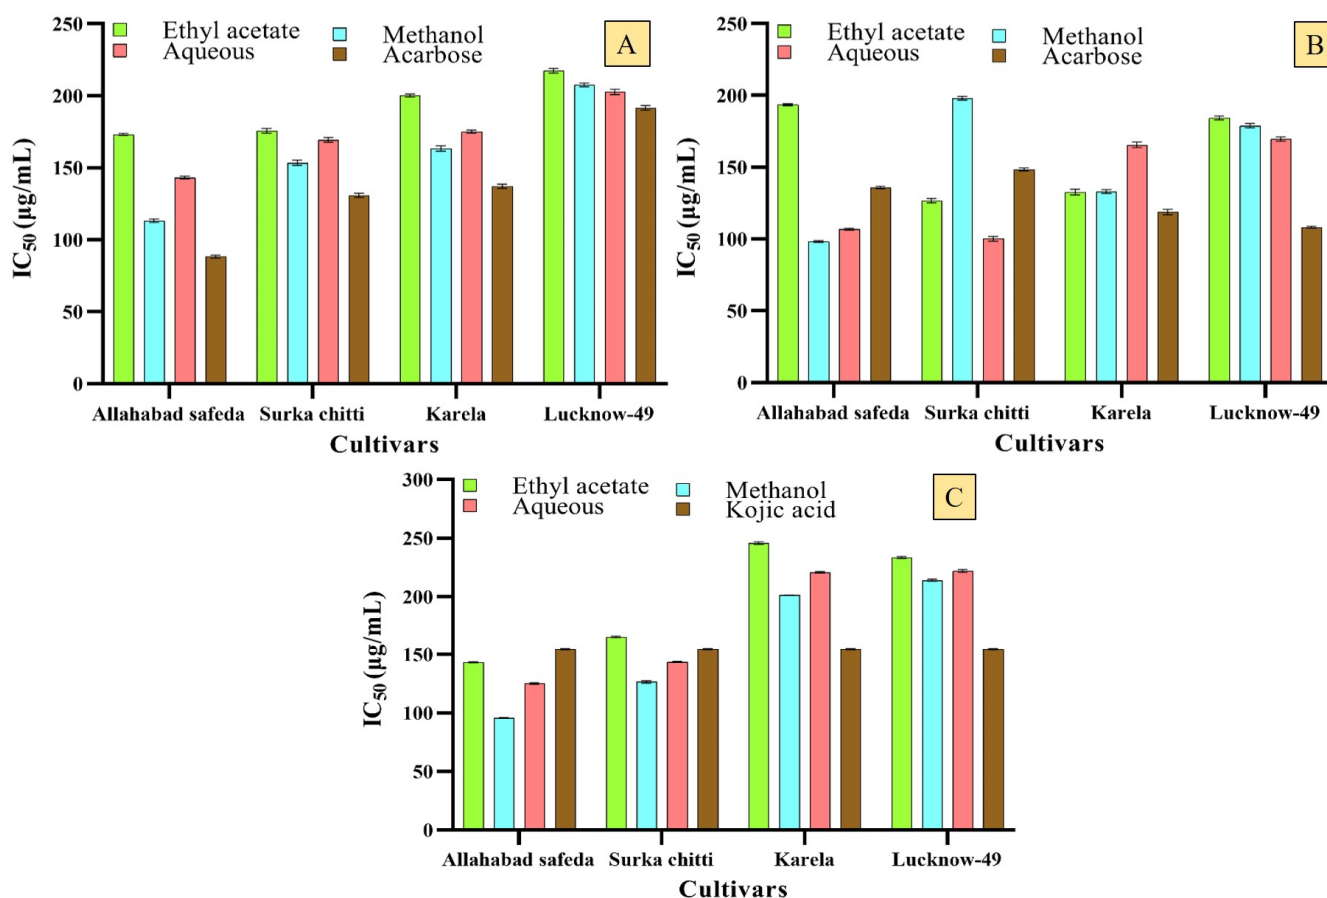 250
200
150
100
50
0
IC50 (μg/mL)
Ethyl acetate
Methanol
Aqueous
Acarbose
A
Allahabad safeda
Surka chitti
Karela
Lucknow-49
Cultivars
250
200
150
100
50
0
IC50 (μg/mL)
Ethyl acetate
Methanol
Aqueous
Acarbose
B
Allahabad safeda
Surka chitti
Karela
Lucknow-49
Cultivars
300
250
200
150
100
50
0
IC50 (μg/mL)
Ethyl acetate
Methanol
Aqueous
Kojic acid
C
Allahabad safeda
Surka chitti
Karela
Lucknow-49
Cultivars